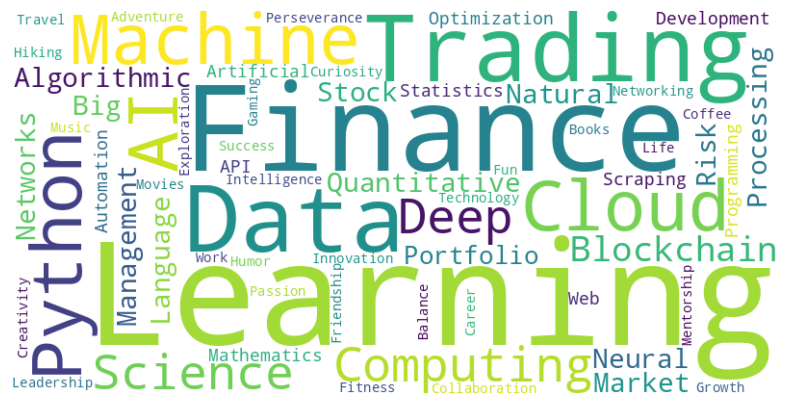 Travel
Adventure
Perseverance
Optimization
Development
Hiking
Machine
Trading
Algorithmic
Artificial
Curiosity
Stock
Statistics
Natural
Networking
Processing
Big
AI
Exploration
Gaming
Finance
Books
Coffee
Networks
Music
Python
Automation
Success
Life
Risk
Programming
API
Intelligence
Fun
Scraping
Movies
Quantitative
Technology
Management
Language
Data
Deep
Cloud
Work
Humor
Innovation
Portfolio
Blockchain
Creativity
Learning
Passion
Friendship
Balance
Career
Web
Mentorship
Science
Mathematics
Computing
Neural
Market
Leadership
Fitness
Collaboration
Growth